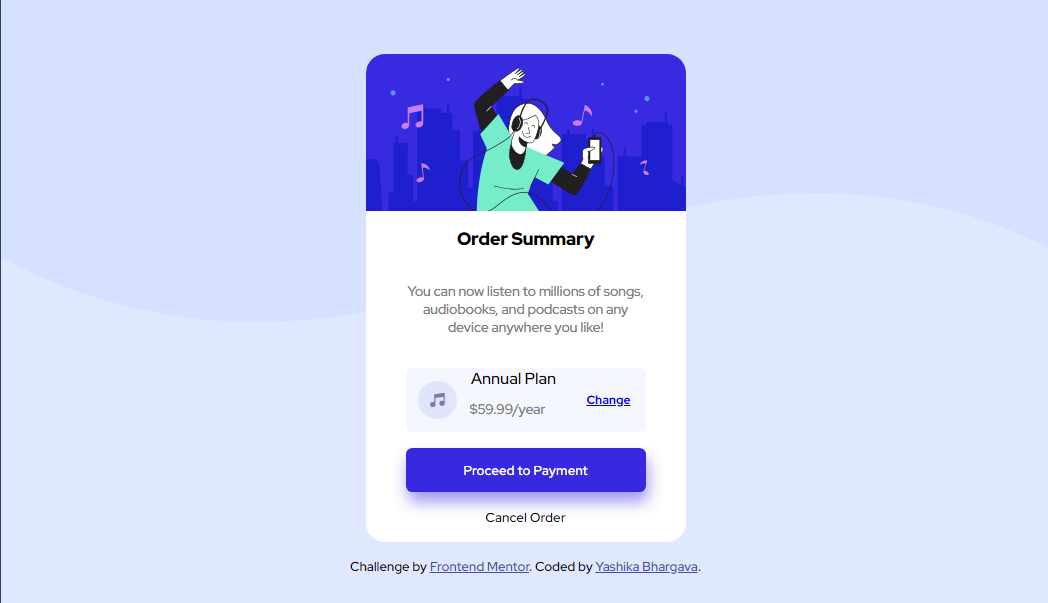 Order Summary
You can now listen to millions of songs,
audiobooks, and podcasts on any
device anywhere you like!
Annual Plan
$59.99/year
Change
Proceed to Payment
Cancel Order
Challenge by Frontend Mentor. Coded by Yashika Bhargava.